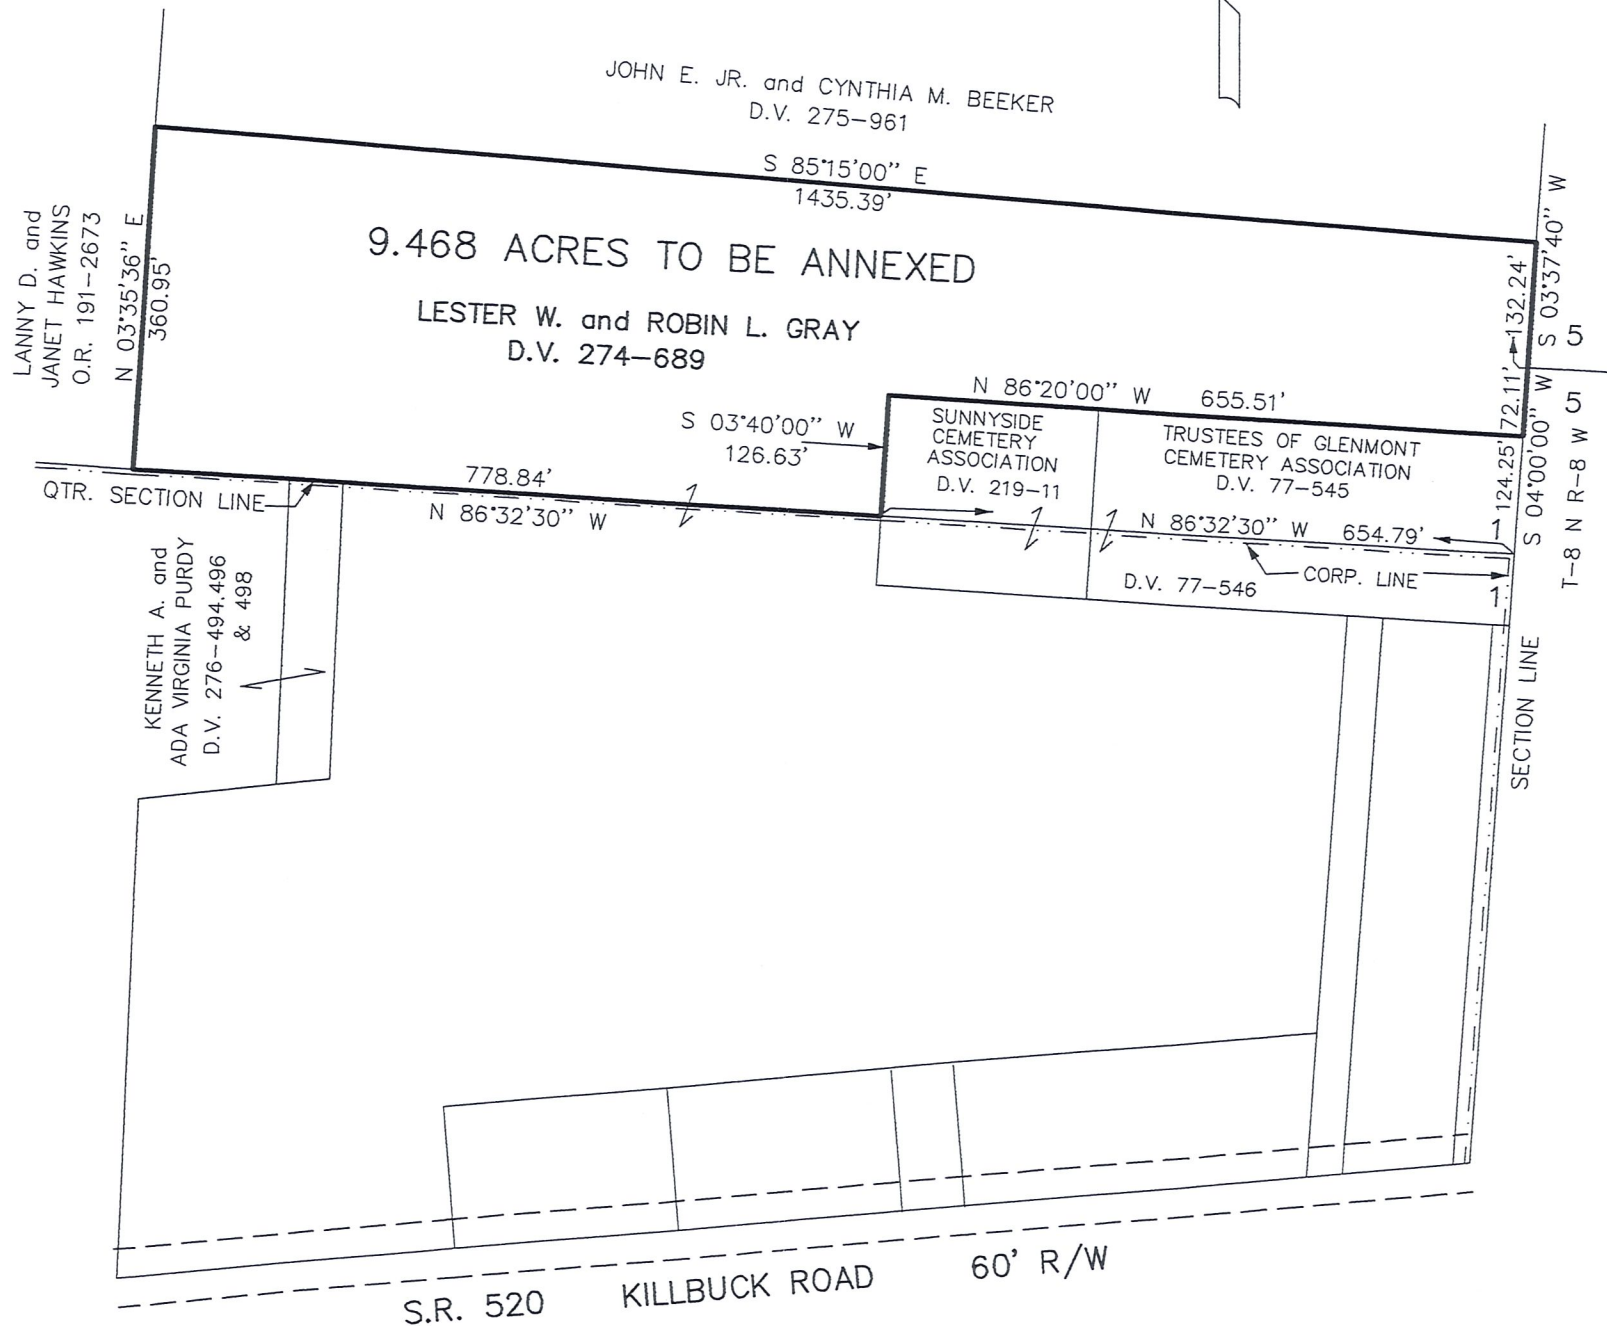 JOHN E. JR. and CYNTHIA M. BEEKER
D.V. 275-961
S 85°15'00" E
1435.39'
9.468 ACRES TO BE ANNEXED
LESTER W. and ROBIN L. GRAY
D.V. 274-689
LANNY D. and
JANET HAWKINS
O.R. 191-2673
N 03°35'36" E
360.95'
S 03°37'40" W
132.24'
5
5
T-8 N R-8 W
72.11'
S 04°00'00" W
124.25'
N 86°20'00" W 655.51'
S 03°40'00" W
126.63'
SUNNYSIDE
CEMETERY
ASSOCIATION
D.V. 219-11
TRUSTEES OF GLENMONT
CEMETERY ASSOCIATION
D.V. 77-545
778.84'
N 86°32'30" W
QTR. SECTION LINE
N 86°32'30" W 654.79'
1
CORP. LINE
D.V. 77-546
1
KENNETH A. and
ADA VIRGINIA PURDY
D.V. 276-494.496
& 498
SECTION LINE
S.R. 520 KILLBUCK ROAD 60' R/W